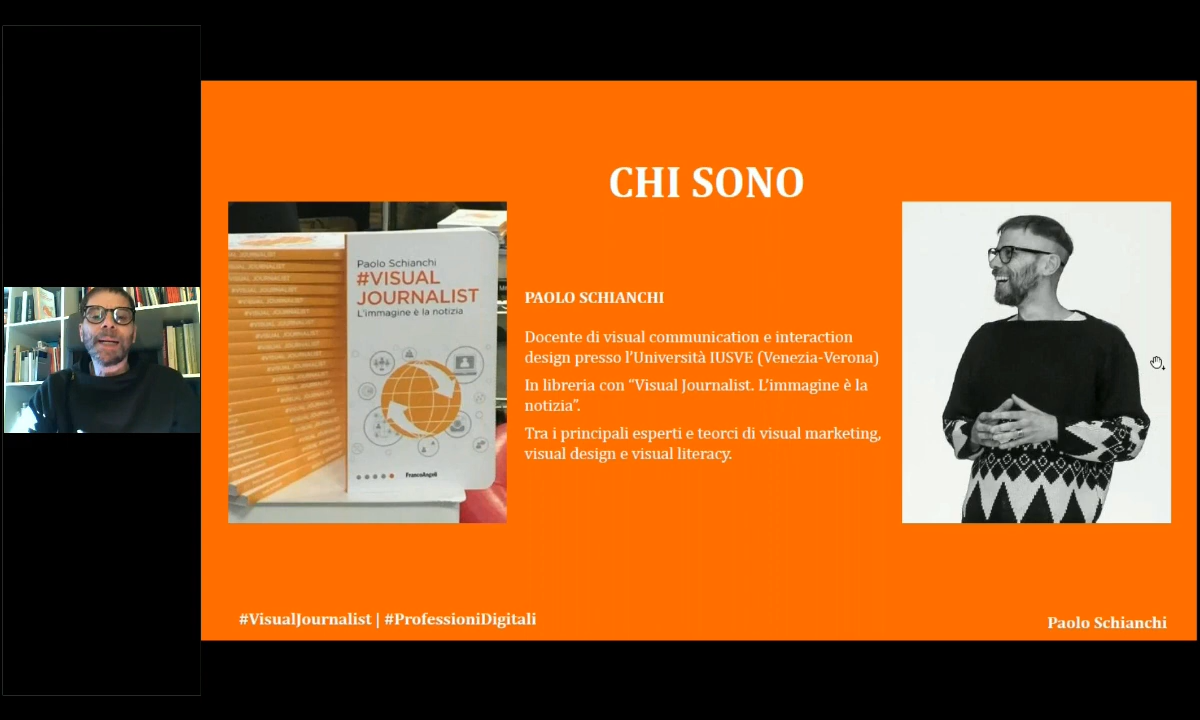 CHI SONO
Paolo Schianchi
#VISUAL
JOURNALIST
L'immagine è la notizia
FrancoAngeli
PAOLO SCHIANCHI
Docente di visual communication e interaction
design presso l'Università IUSVE (Venezia-Verona)
In libreria con “Visual Journalist. L'immagine è la
notizia”.
Tra i principali esperti e teorci di visual marketing,
visual design e visual literacy.
#VisualJournalist | #ProfessioniDigitali
Paolo Schianchi